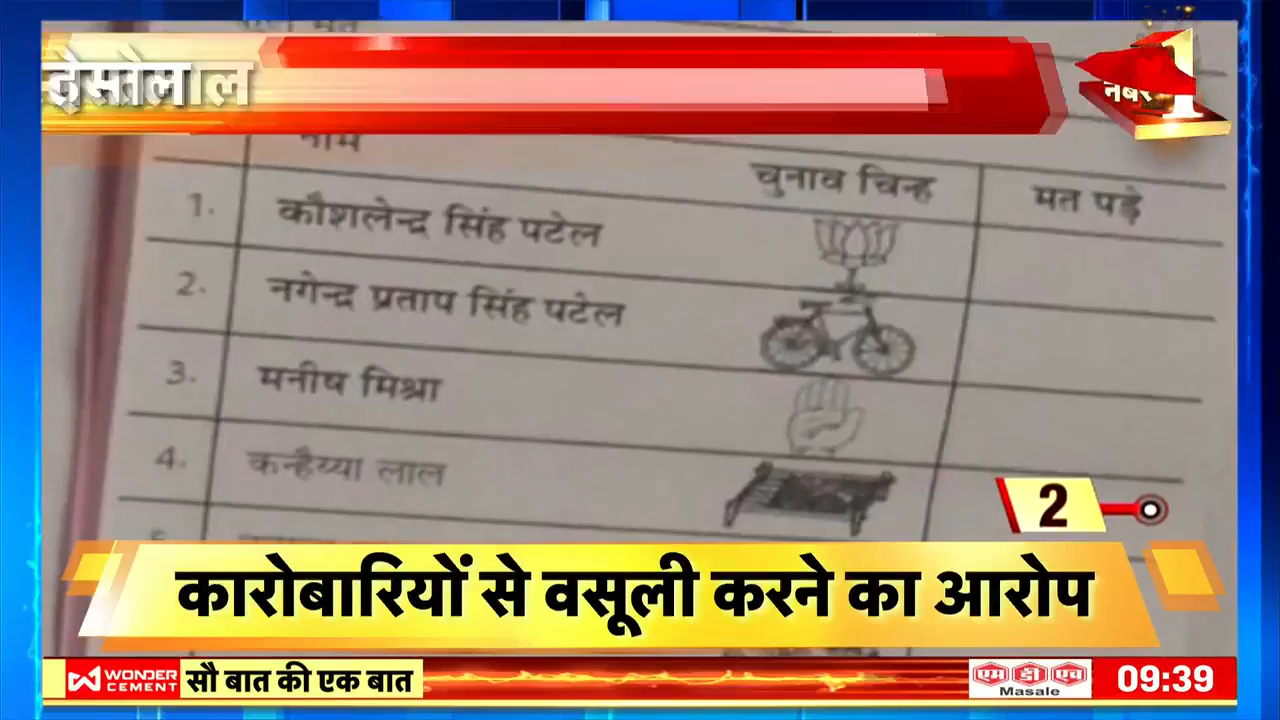 नंबर 1
नाम
चुनाव चिन्ह
मत पड़े
1. कौशलेन्द्र सिंह पटेल
2. नगेन्द्र प्रताप सिंह पटेल
3. मनीष मिश्रा
4. कन्हैय्या लाल
2
कारोबारियों से वसूली करने का आरोप
WONDER
CEMENT
सौ बात की एक बात
एम डी एच
Masale
09:39